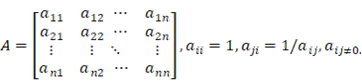 A = [a11 a12 ⋯ a1n
a21 a22 ⋯ a2n
⋮ ⋮ ⋱ ⋮
an1 an2 ⋯ ann], aii = 1, aji = 1/aij, aij≠0.